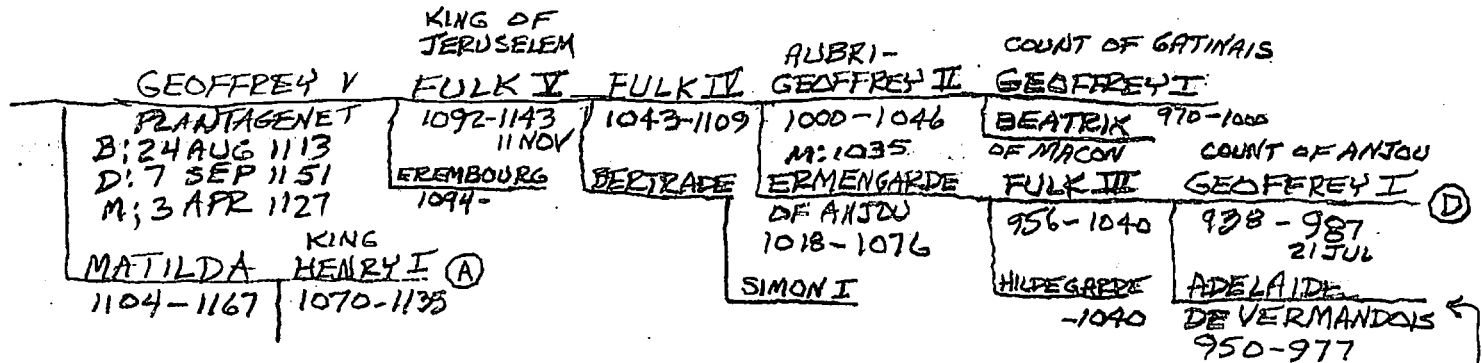 KING OF
JERUSELEM
AUBRI-
COUNT OF GATINAIS
GEOFFREY V
FULK V
FULK IV
GEOFFREY II
GEOFFREY I
PLANTAGENET
1092-1143
11 NOV
1043-1109
1000-1046
BEATRIX
970-1000
B: 24 AUG 1113
M: 1035
OF MACON
COUNT OF ANJOU
D: 7 SEP 1151
EREMBOURG
BERTRADE
ERMENGARDE
FULK III
GEOFFREY I
D
M; 3 APR 1127
1094-
OF ANJOU
956-1040
938-987
21 JUL
KING
1018-1076
MATILDA
HENRY I
A
SIMON I
HILDEGARDE
ADELAIDE
1104-1167
1070-1135
-1040
DE VERMANDOIS
950-977